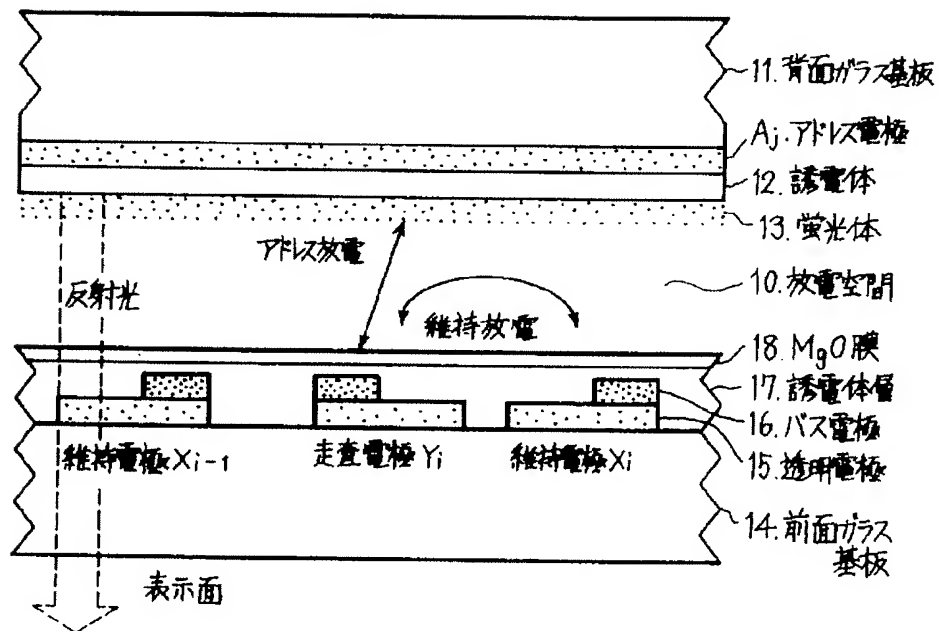 11. 背面ガラス基板
Aj. アドレス電極
12. 誘電体
13. 蛍光体
アドレス放電
反射光
10. 放電空間
維持放電
18. MgO膜
17. 誘電体層
16. バス電極
15. 透明電極
維持電極Xi-1
走査電極Yi
維持電極Xi
14. 前面ガラス
基板
表示面